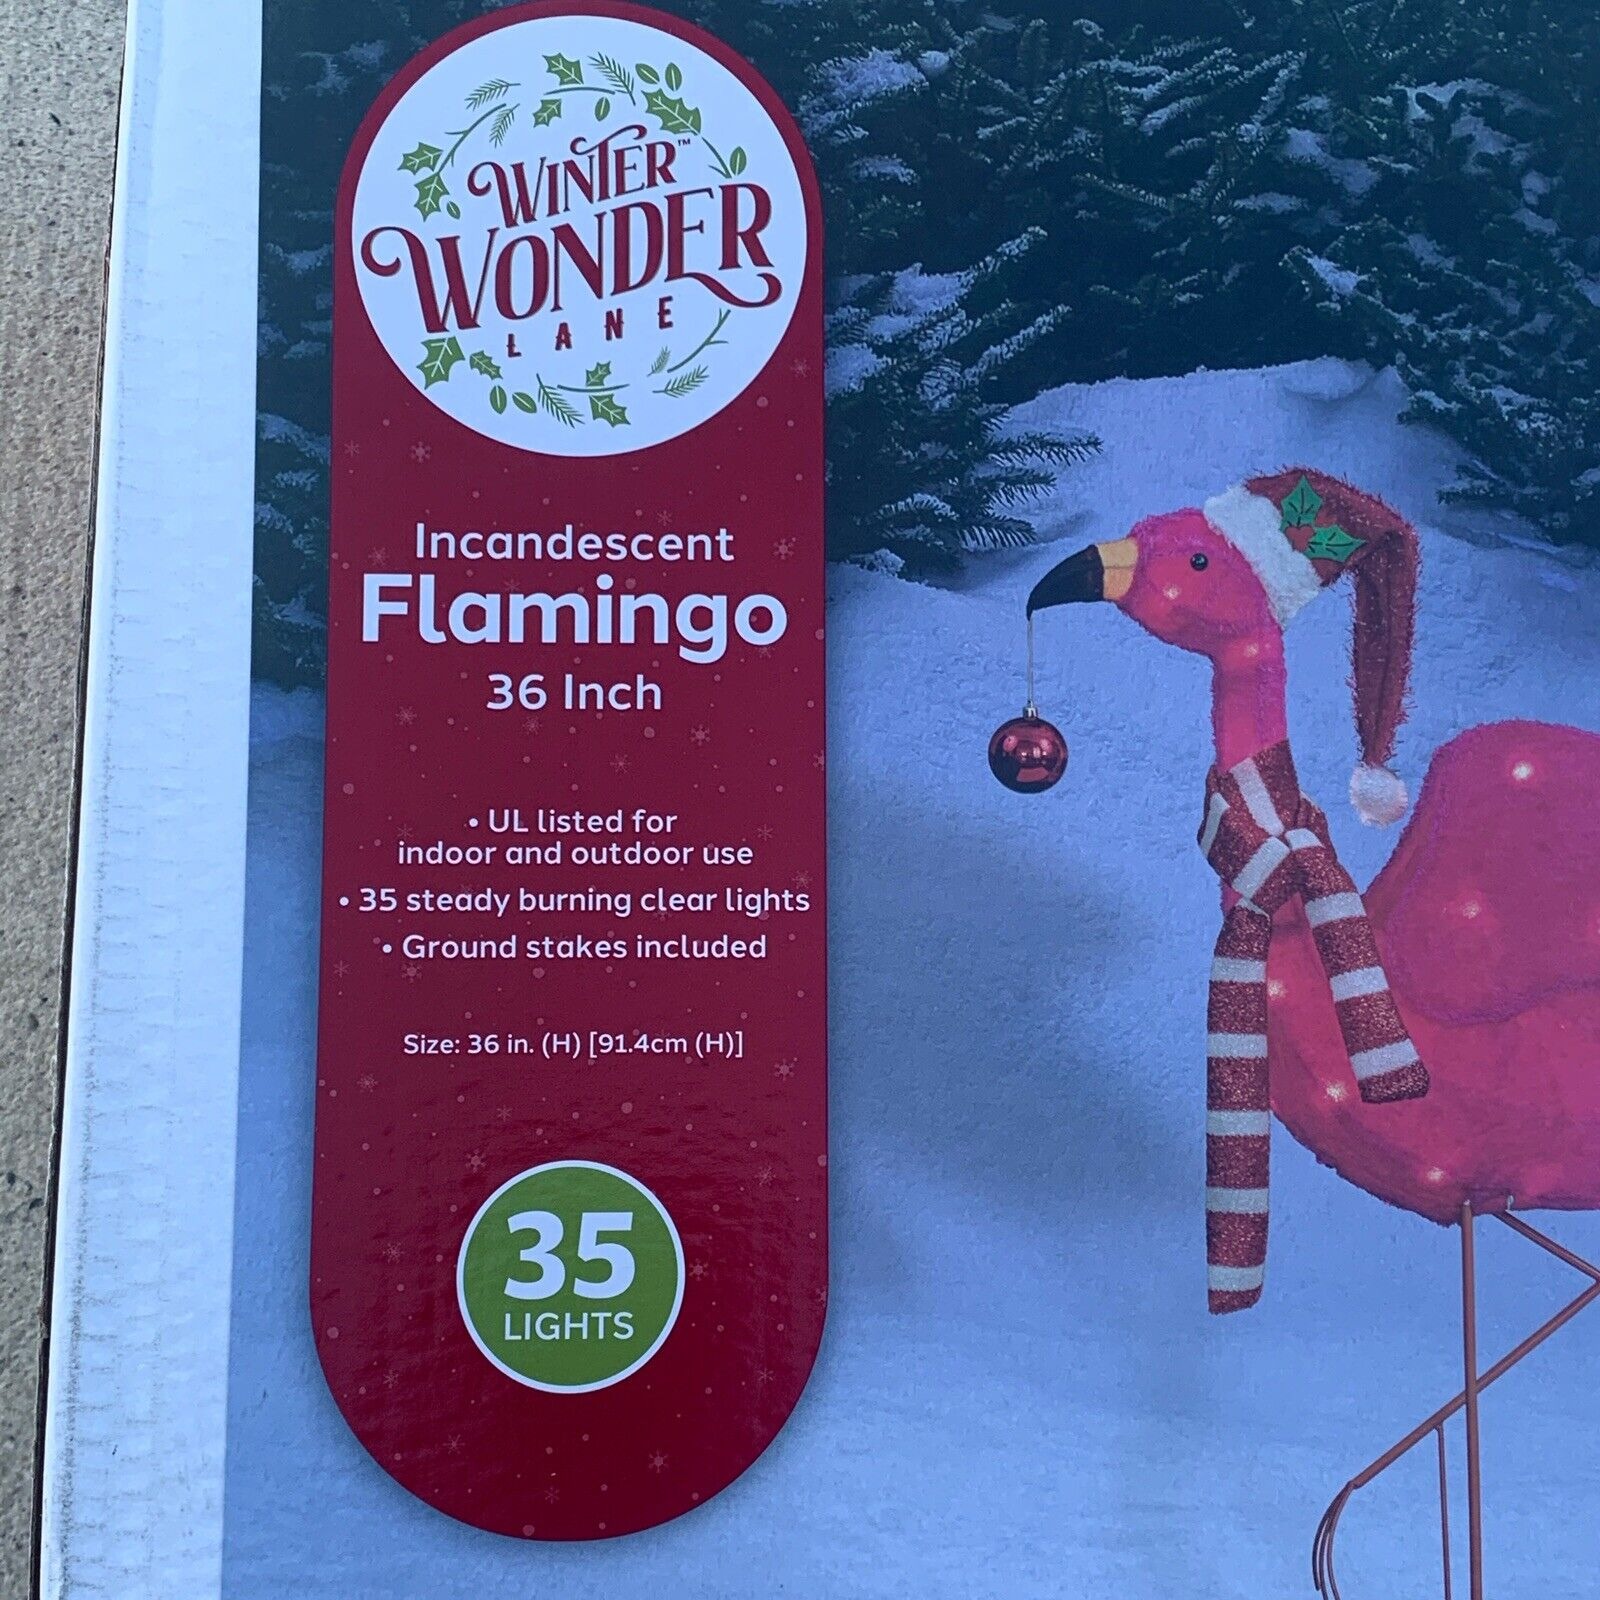 WINTER™
WONDER
LANE
Incandescent
Flamingo
36 Inch
• UL listed for
indoor and outdoor use
• 35 steady burning clear lights
• Ground stakes included
Size: 36 in. (H) [91.4cm (H)]
35
LIGHTS